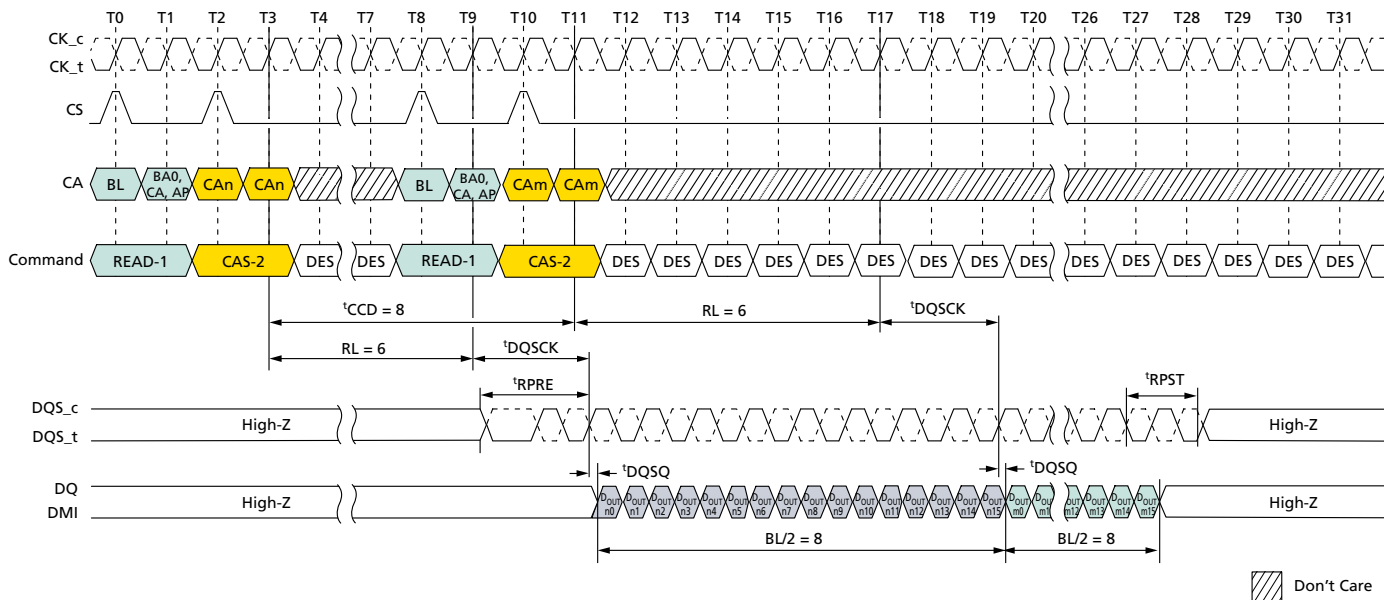 T0 T1 T2 T3 T4 T7 T8 T9 T10 T11 T12 T13 T14 T15 T16 T17 T18 T19 T20 T26 T27 T28 T29 T30 T31
CK_c
CK_t
CS
CA BL BA0, CA, AP CAn CAn BL BA0, CA, AP CAm CAm
Command READ-1 CAS-2 DES DES READ-1 CAS-2 DES DES DES DES DES DES DES DES DES DES DES DES DES DES DES
tCCD = 8 RL = 6 tDQSCK
RL = 6 tDQSCK
tRPRE tRPST
DQS_c
DQS_t High-Z High-Z
tDQSQ tDQSQ
DQ
DMI High-Z DOUT n0 DOUT n1 DOUT n2 DOUT n3 DOUT n4 DOUT n5 DOUT n6 DOUT n7 DOUT n8 DOUT n9 DOUT n10 DOUT n11 DOUT n12 DOUT n13 DOUT n14 DOUT n15 DOUT m0 DOUT m1 DOUT m12 DOUT m13 DOUT m14 DOUT m15 High-Z
BL/2 = 8 BL/2 = 8
Don't Care